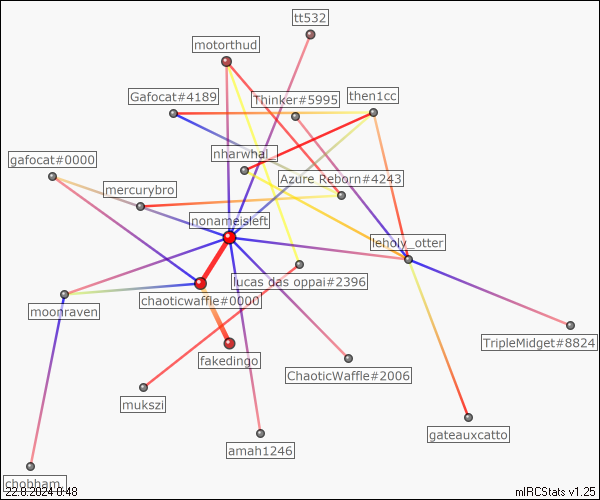 tt532
motorthud
Gafocat#4189
Thinker#5995
then1cc
nharwhal_
gafocat#0000
Azure Reborn#4243
mercurybro
nonameisleft
leholy_otter
lucas das oppai#2396
chaoticwaffle#0000
moonraven
TripleMidget#8824
fakedingo
ChaoticWaffle#2006
mukszi
gateauxcatto
amah1246
chobham_
22.8.2024 0:48
mIRCStats v1.25